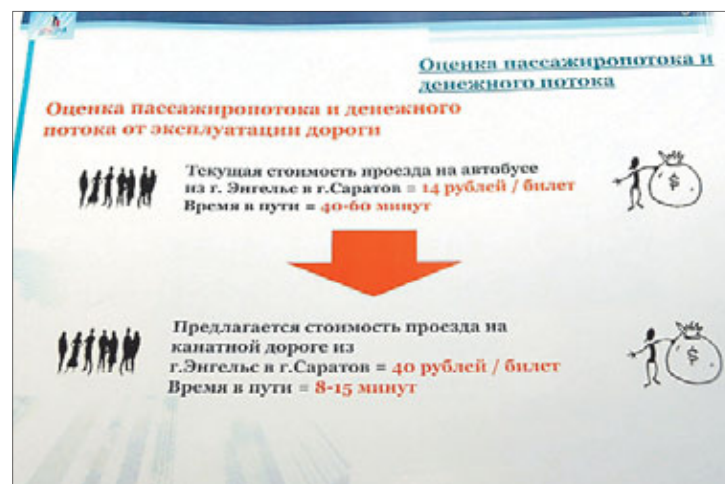 Оценка пассажиропотока и
денежного потока
Оценка пассажиропотока и денежного
потока от эксплуатации дороги
Текущая стоимость проезда на автобусе
из г. Энгельс в г.Саратов = 14 рублей / билет
Время в пути = 40-60 минут
$
Предлагается стоимость проезда на
канатной дороге из
г.Энгельс в г.Саратов = 40 рублей / билет
Время в пути = 8-15 минут
$